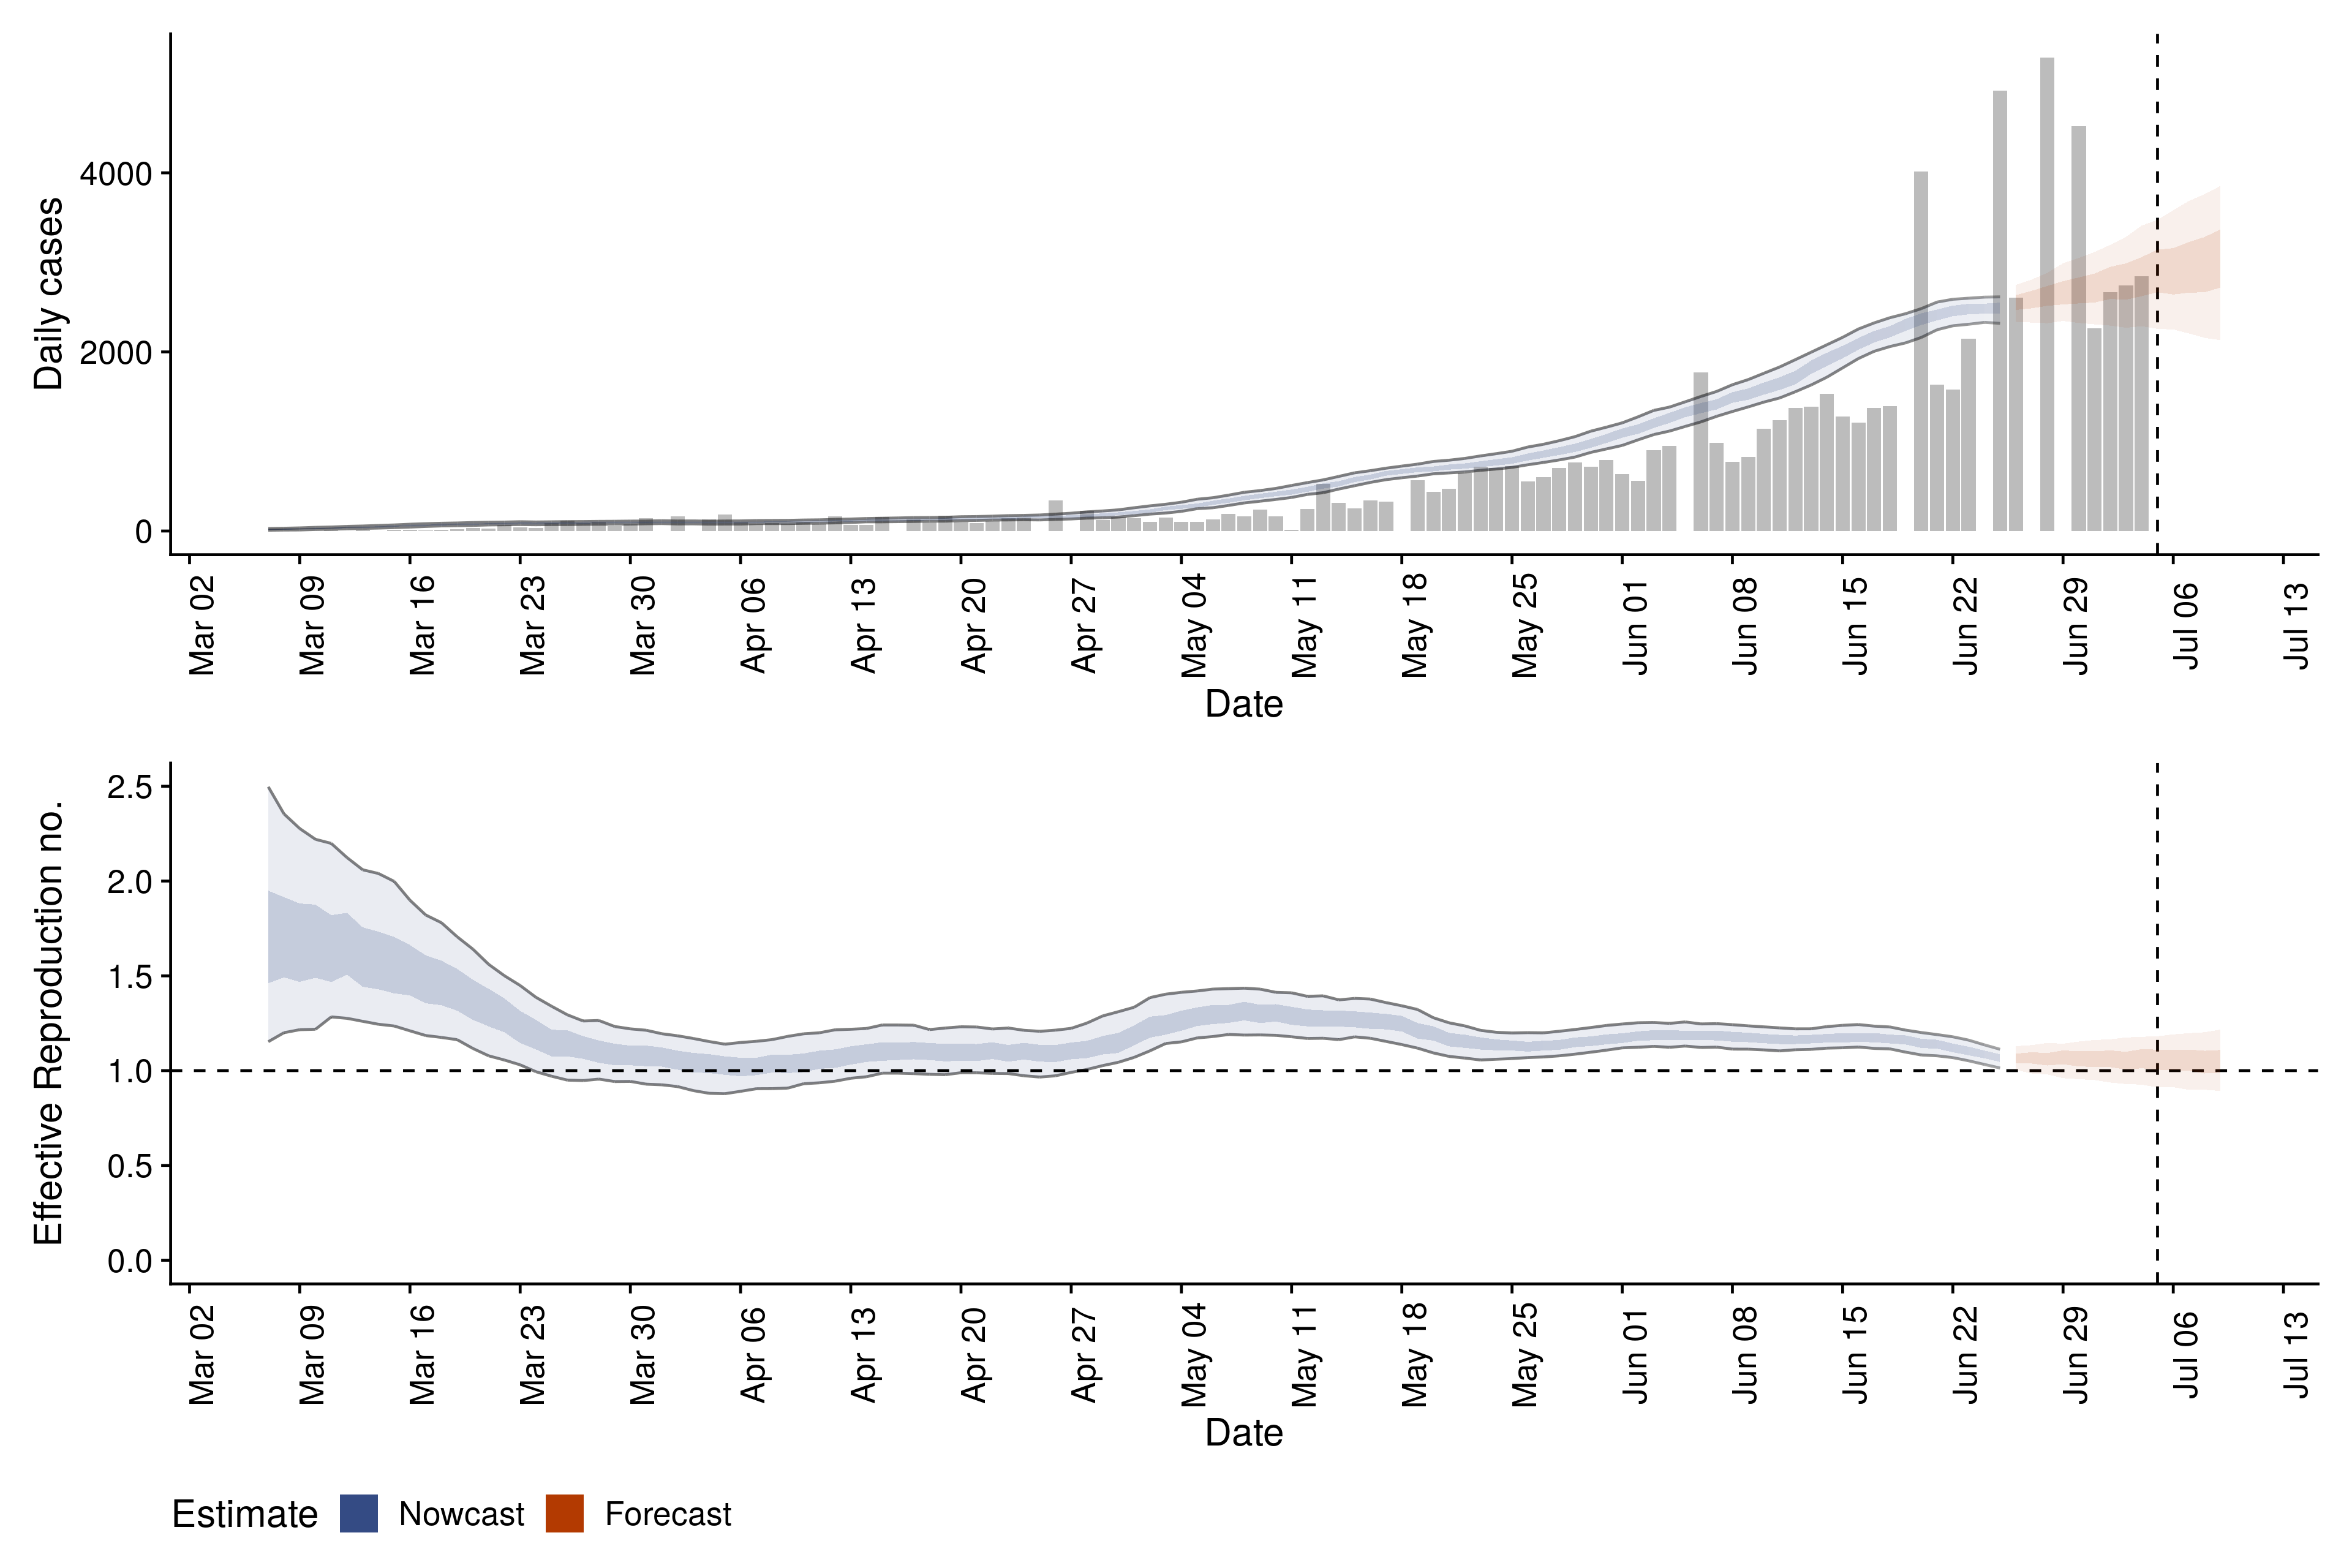 Daily cases
4000
2000
0
Mar 02 Mar 09 Mar 16 Mar 23 Mar 30 Apr 06 Apr 13 Apr 20 Apr 27 May 04 May 11 May 18 May 25 Jun 01 Jun 08 Jun 15 Jun 22 Jun 29 Jul 06 Jul 13
Date
Effective Reproduction no.
2.5
2.0
1.5
1.0
0.5
0.0
Mar 02 Mar 09 Mar 16 Mar 23 Mar 30 Apr 06 Apr 13 Apr 20 Apr 27 May 04 May 11 May 18 May 25 Jun 01 Jun 08 Jun 15 Jun 22 Jun 29 Jul 06 Jul 13
Date
Estimate Nowcast Forecast